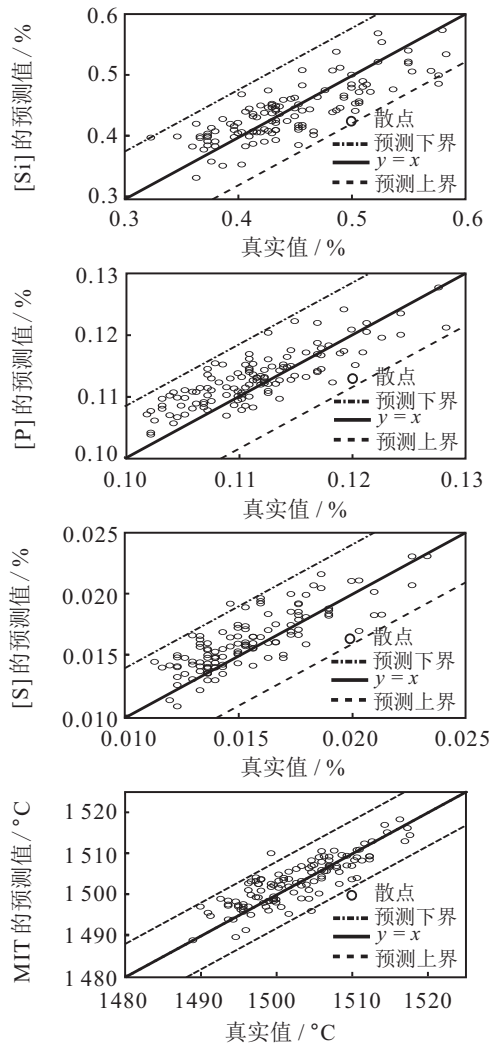 [Si] 的预测值 / %
0.6
0.5
0.4
0.3
散点
预测下界
y = x
预测上界
0.3 0.4 0.5 0.6
真实值 / %
[P] 的预测值 / %
0.13
0.12
0.11
0.10
散点
预测下界
y = x
预测上界
0.10 0.11 0.12 0.13
真实值 / %
[S] 的预测值 / %
0.025
0.020
0.015
0.010
散点
预测下界
y = x
预测上界
0.010 0.015 0.020 0.025
真实值 / %
MIT 的预测值 / °C
1 520
1 510
1 500
1 490
1 480
散点
预测下界
y = x
预测上界
1480 1490 1500 1510 1520
真实值 / °C